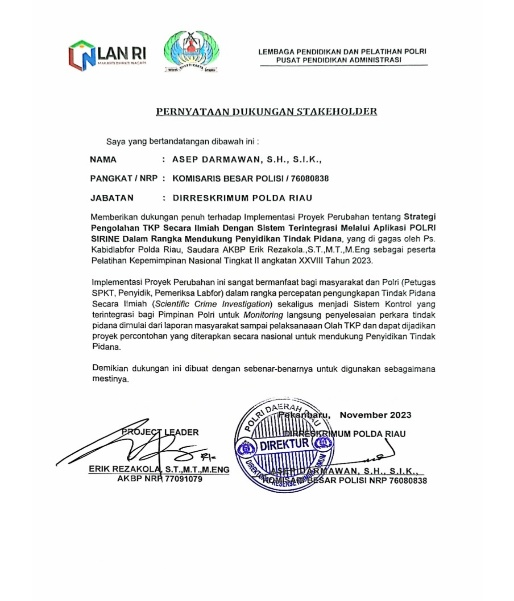 LAN RI
MAKARTI BHAKTI NAGARI
LEMBAGA PENDIDIKAN DAN PELATIHAN POLRI
PUSAT PENDIDIKAN ADMINISTRASI
PERNYATAAN DUKUNGAN STAKEHOLDER
Saya yang bertandatangan dibawah ini :
NAMA : ASEP DARMAWAN, S.H., S.I.K.,
PANGKAT / NRP : KOMISARIS BESAR POLISI / 76080838
JABATAN : DIRRESKRIMUM POLDA RIAU
Memberikan dukungan penuh terhadap Implementasi Proyek Perubahan tentang Strategi
Pengolahan TKP Secara Ilmiah Dengan Sistem Terintegrasi Melalui Aplikasi POLRI
SIRINE Dalam Rangka Mendukung Penyidikan Tindak Pidana, yang di gagas oleh Ps.
Kabidlabfor Polda Riau, Saudara AKBP Erik Rezakola.,S.T.,M.T.,M.Eng sebagai peserta
Pelatihan Kepemimpinan Nasional Tingkat II angkatan XXVIII Tahun 2023.
Implementasi Proyek Perubahan ini sangat bermanfaat bagi masyarakat dan Polri (Petugas
SPKT, Penyidik, Pemeriksa Labfor) dalam rangka percepatan pengungkapan Tindak Pidana
Secara Ilmiah (Scientific Crime Investigation) sekaligus menjadi Sistem Kontrol yang
terintegrasi bagi Pimpinan Polri untuk Monitoring langsung penyelesaian perkara tindak
pidana dimulai dari laporan masyarakat sampai pelaksanaaan Olah TKP dan dapat dijadikan
proyek percontohan yang diterapkan secara nasional untuk mendukung Penyidikan Tindak
Pidana.
Demikian dukungan ini dibuat dengan sebenar-benarnya untuk digunakan sebagaimana
mestinya.
Pekanbaru, November 2023
PROJECT LEADER
DIRRESKRIMUM POLDA RIAU
POLRI DAERAH RIAU
DIREKTUR
ERIK REZAKOLA, S.T.,M.T.,M.ENG
AKBP NRP 77091079
ASEP DARMAWAN, S.H., S.I.K.,
KOMISARIS BESAR POLISI NRP 76080838